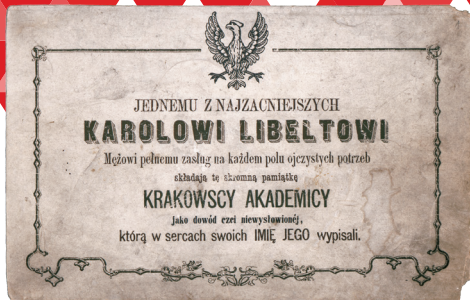 JEDNEMU Z NAJZACNIEJSZYCH
KAROLOWI LIBELTOWI
Mężowi pełnemu zasług na każdem polu ojczystych potrzeb
składają tę skromną pamiątkę
KRAKOWSCY AKADEMICY
jako dowód czci niewysłowionéj,
którą w sercach swoich IMIĘ JEGO wypisali.